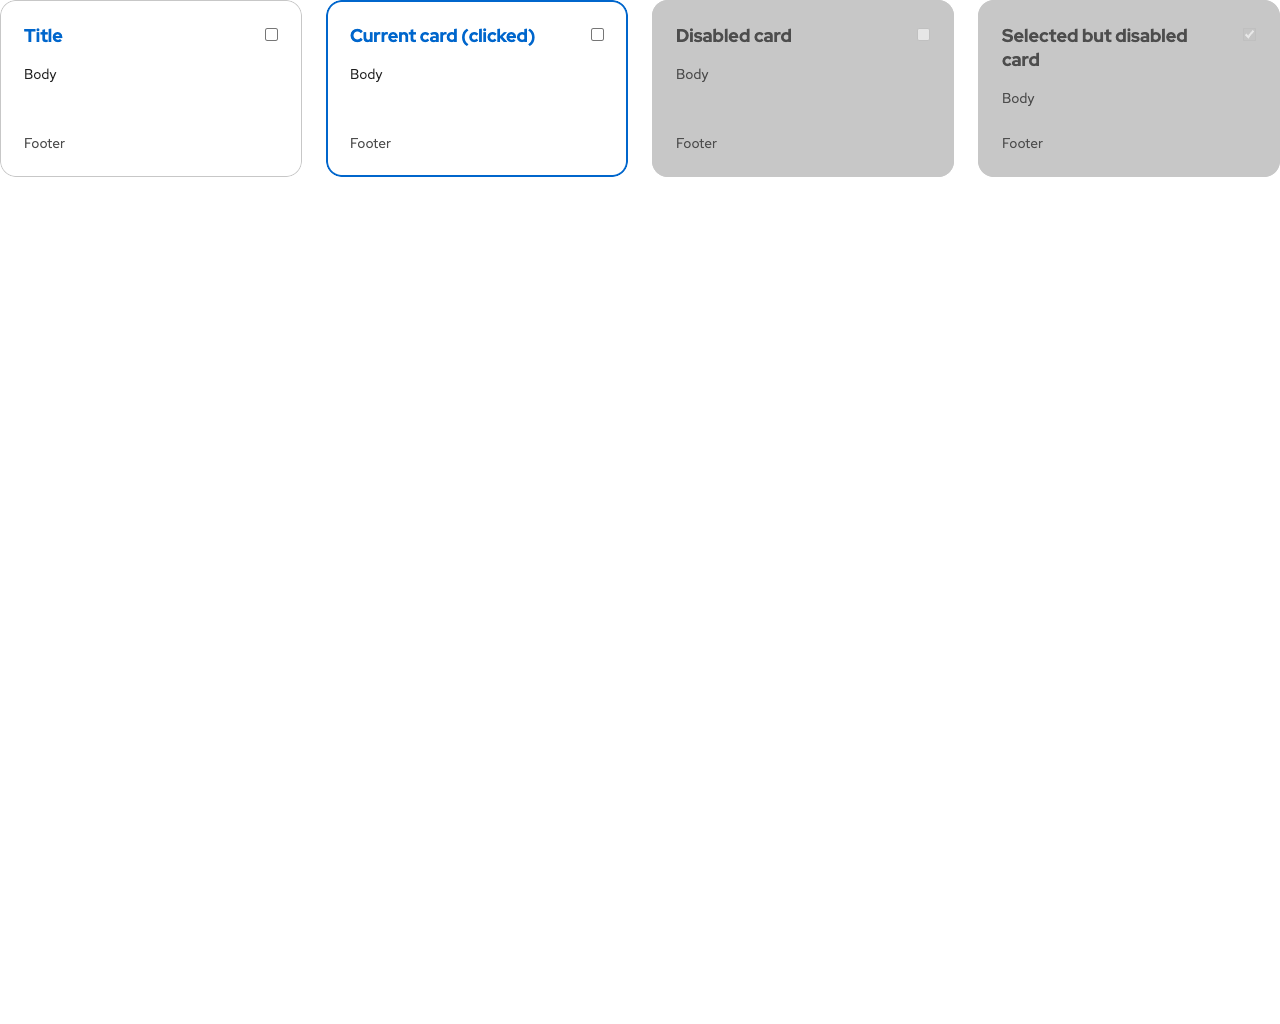 Title
Body
Footer
Current card (clicked)
Body
Footer
Disabled card
Body
Footer
Selected but disabled
card
Body
Footer